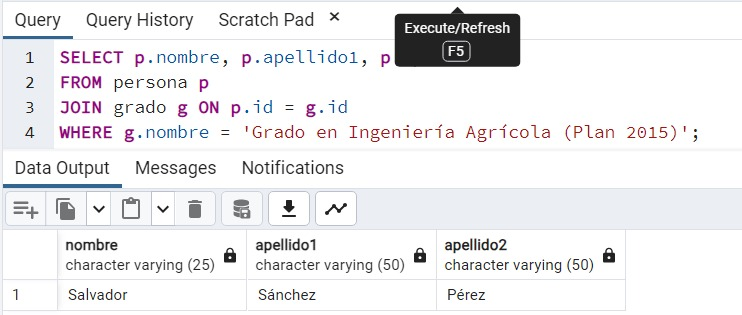 Query Query History Scratch Pad ×
Execute/Refresh
F5
1 SELECT p.nombre, p.apellido1, p
2 FROM persona p
3 JOIN grado g ON p.id = g.id
4 WHERE g.nombre = 'Grado en Ingeniería Agrícola (Plan 2015)';
Data Output Messages Notifications
nombre apellido1 apellido2
character varying (25) character varying (50) character varying (50)
1 Salvador Sánchez Pérez